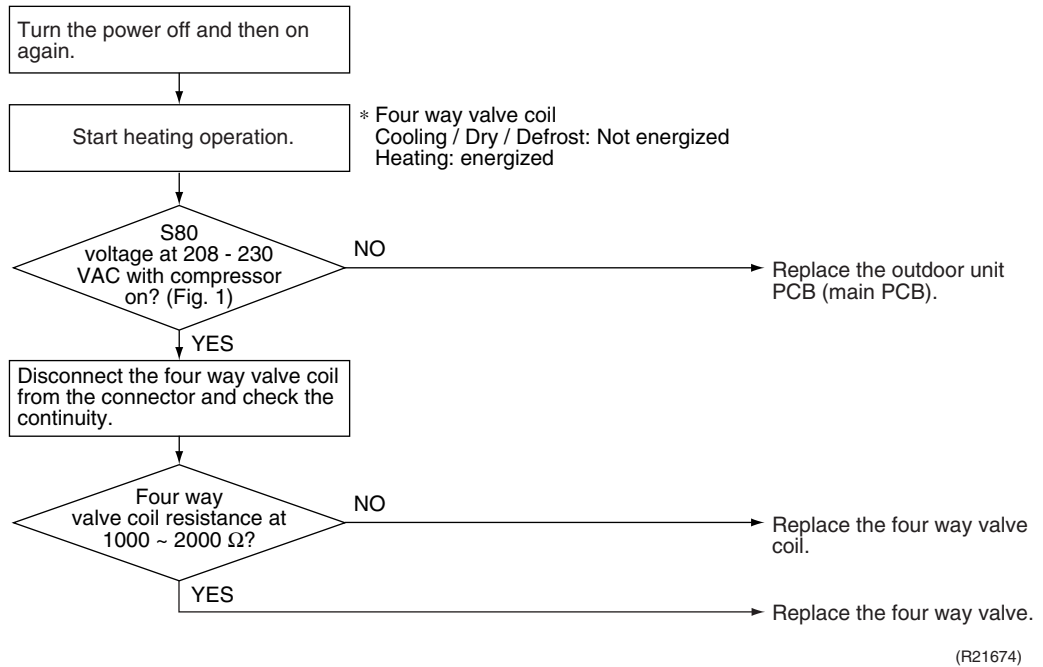 Turn the power off and then on
again.
Start heating operation.
* Four way valve coil
Cooling / Dry / Defrost: Not energized
Heating: energized
S80
voltage at 208 - 230
VAC with compressor
on? (Fig. 1)
NO
Replace the outdoor unit
PCB (main PCB).
YES
Disconnect the four way valve coil
from the connector and check the
continuity.
Four way
valve coil resistance at
1000 ~ 2000 Ω?
NO
Replace the four way valve
coil.
YES
Replace the four way valve.
(R21674)